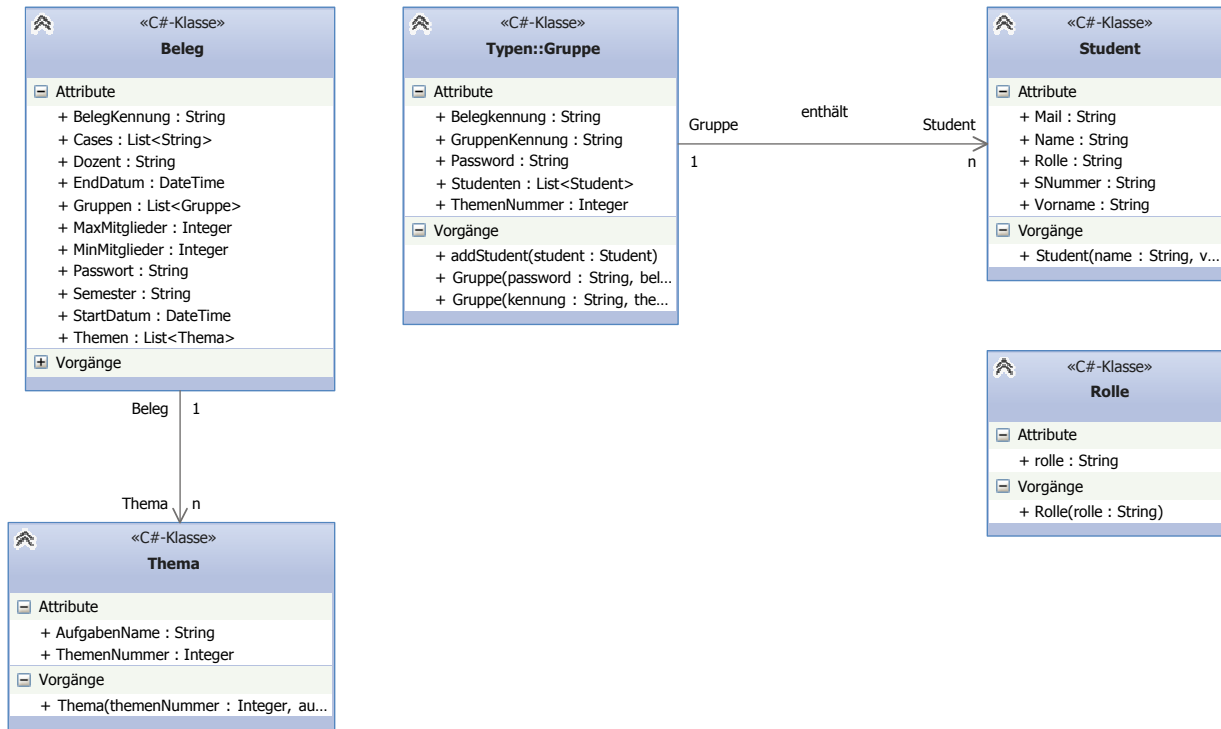 «C#-Klasse»
Beleg
Attribute
+ BelegKennung : String
+ Cases : List<String>
+ Dozent : String
+ EndDatum : DateTime
+ Gruppen : List<Gruppe>
+ MaxMitglieder : Integer
+ MinMitglieder : Integer
+ Passwort : String
+ Semester : String
+ StartDatum : DateTime
+ Themen : List<Thema>
Vorgänge
«C#-Klasse»
Typen::Gruppe
Attribute
+ Belegkennung : String
+ GruppenKennung : String
+ Password : String
+ Studenten : List<Student>
+ ThemenNummer : Integer
Vorgänge
+ addStudent(student : Student)
+ Gruppe(password : String, bel...
+ Gruppe(kennung : String, the...
Gruppe enthält Student
1 n
«C#-Klasse»
Student
Attribute
+ Mail : String
+ Name : String
+ Rolle : String
+ SNummer : String
+ Vorname : String
Vorgänge
+ Student(name : String, v...
«C#-Klasse»
Rolle
Attribute
+ rolle : String
Vorgänge
+ Rolle(rolle : String)
Beleg 1
Thema n
«C#-Klasse»
Thema
Attribute
+ AufgabenName : String
+ ThemenNummer : Integer
Vorgänge
+ Thema(themenNummer : Integer, au...